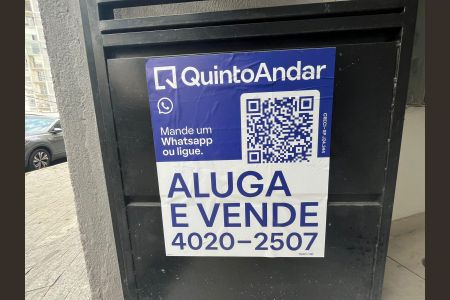 QuintoAndar
Mande um
Whatsapp
ou ligue.
ALUGA
E VENDE
4020-2507